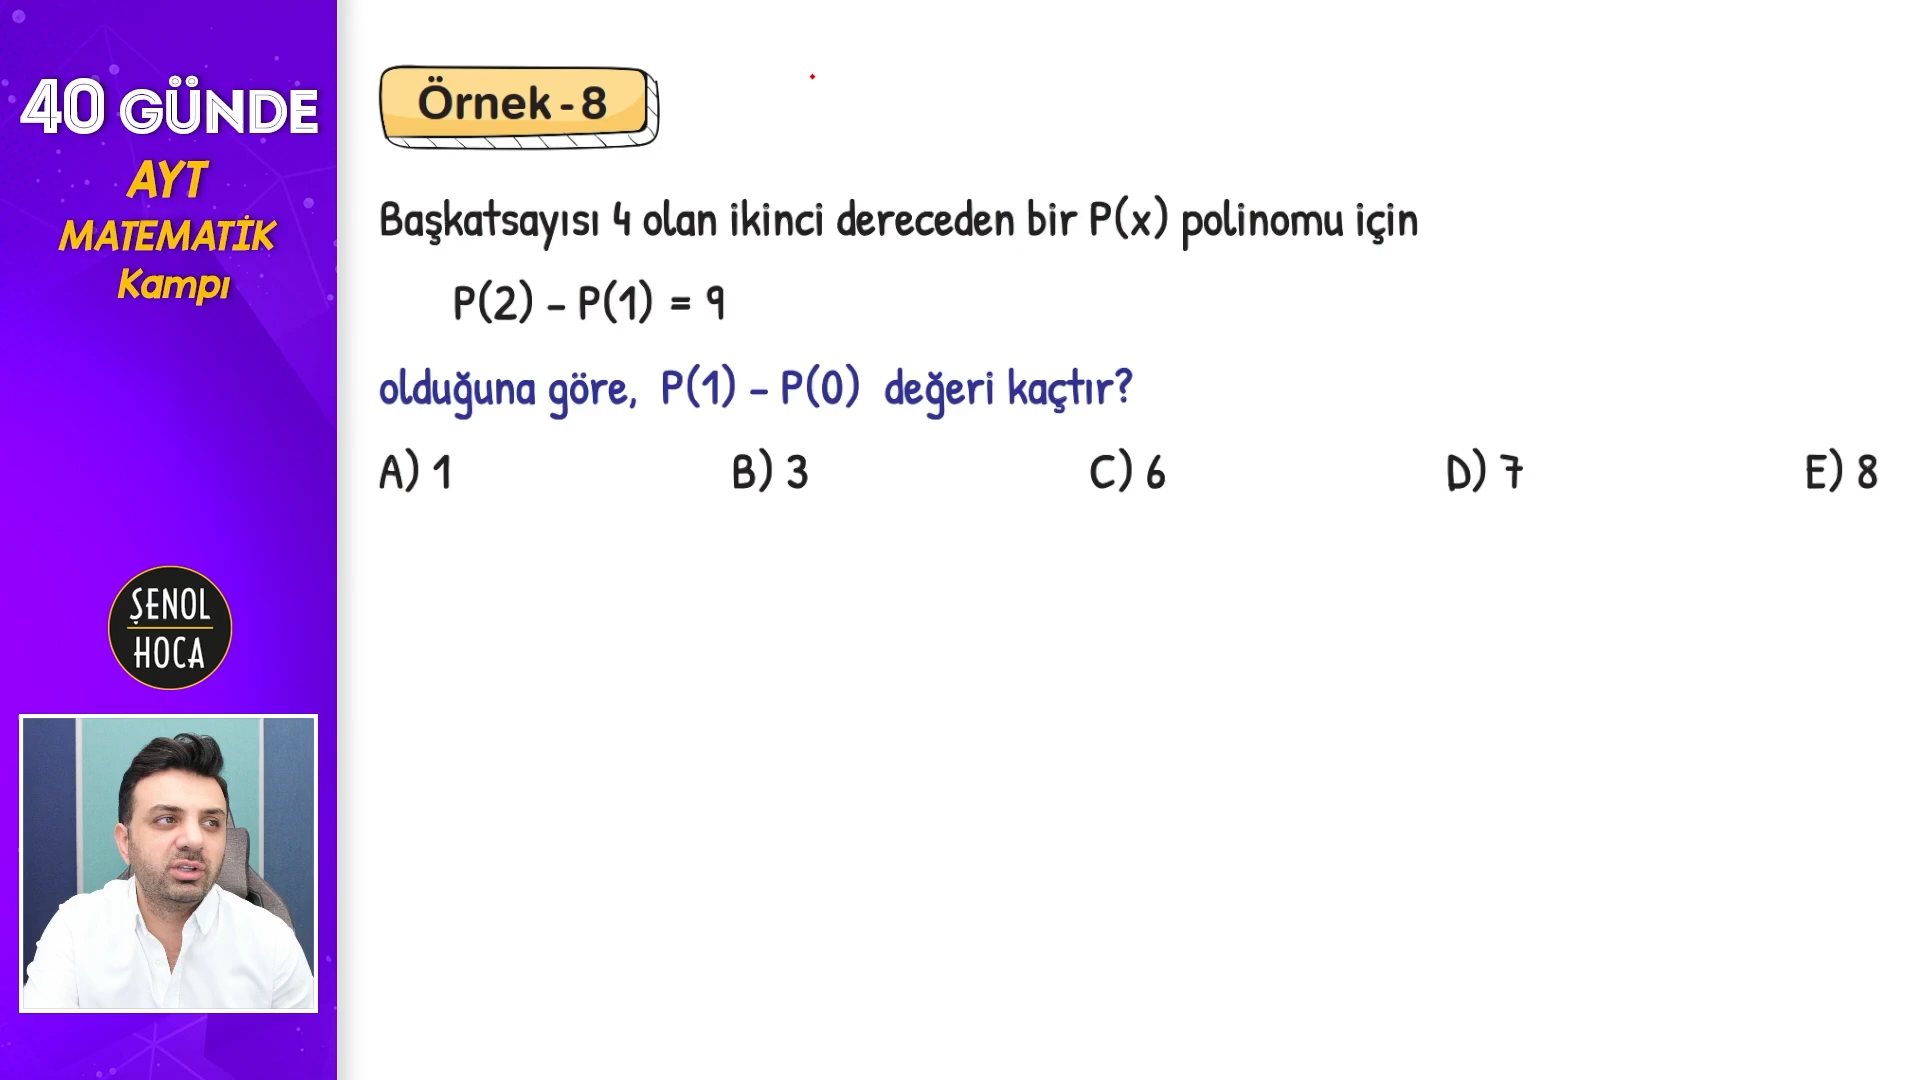 40 GÜNDE
AYT
MATEMATİK
Kampı
ŞENOL
HOCA
Örnek - 8
Başkatsayısı 4 olan ikinci dereceden bir P(x) polinomu için
P(2) – P(1) = 9
olduğuna göre, P(1) – P(0) değeri kaçtır?
A) 1 B) 3 C) 6 D) 7 E) 8